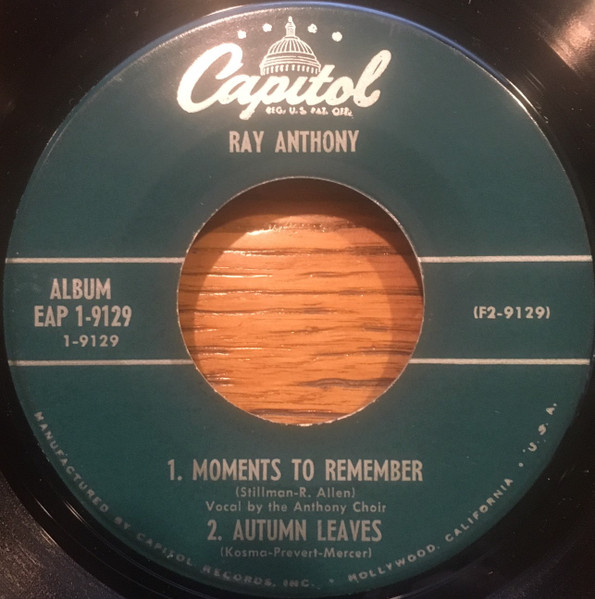 Capitol
REG. U.S. PAT. OFF.
RAY ANTHONY
ALBUM
EAP 1-9129
1-9129
(F2-9129)
1. MOMENTS TO REMEMBER
(Stillman-R. Allen)
Vocal by the Anthony Choir
2. AUTUMN LEAVES
(Kosma-Prevert-Mercer)
MANUFACTURED BY CAPITOL RECORDS, INC. • HOLLYWOOD, CALIFORNIA • U.S.A.